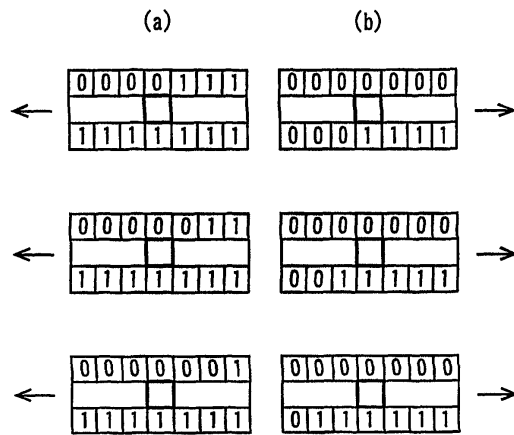 (a) (b)
0 0 0 0 1 1 1 0 0 0 0 0 0 0
1 1 1 1 1 1 1 0 0 0 1 1 1 1
0 0 0 0 0 1 1 0 0 0 0 0 0 0
1 1 1 1 1 1 1 0 0 1 1 1 1 1
0 0 0 0 0 0 1 0 0 0 0 0 0 0
1 1 1 1 1 1 1 0 1 1 1 1 1 1